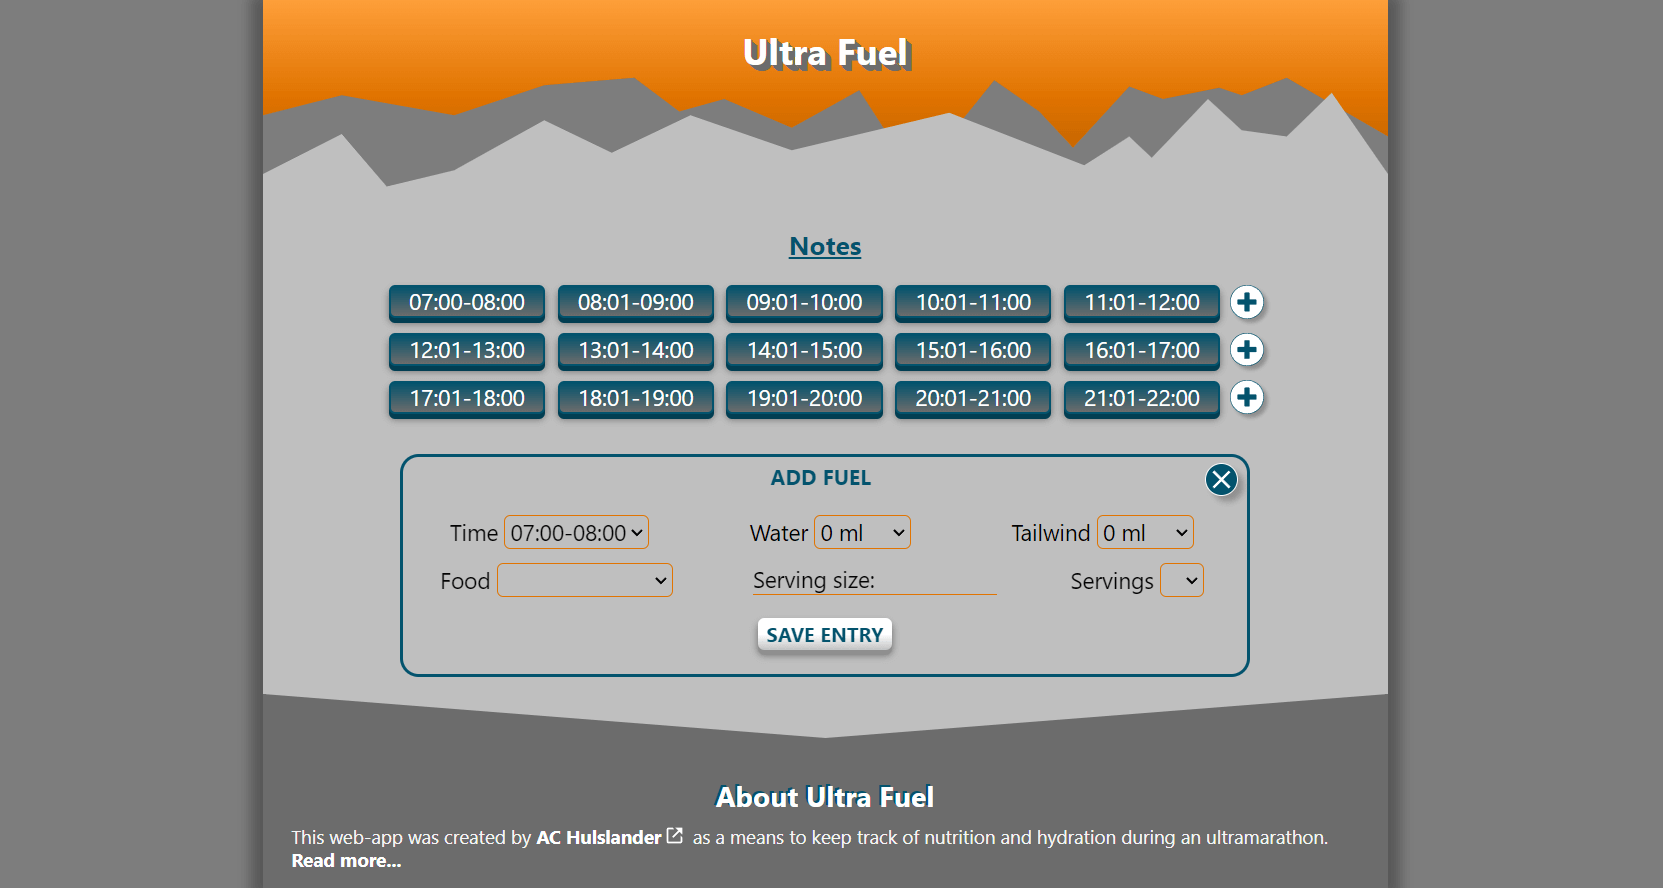 Ultra Fuel
Notes
07:00-08:00 08:01-09:00 09:01-10:00 10:01-11:00 11:01-12:00
12:01-13:00 13:01-14:00 14:01-15:00 15:01-16:00 16:01-17:00
17:01-18:00 18:01-19:00 19:01-20:00 20:01-21:00 21:01-22:00
ADD FUEL
Time 07:00-08:00 Water 0 ml Tailwind 0 ml
Food Serving size: Servings
SAVE ENTRY
About Ultra Fuel
This web-app was created by AC Hulslander as a means to keep track of nutrition and hydration during an ultramarathon.
Read more...